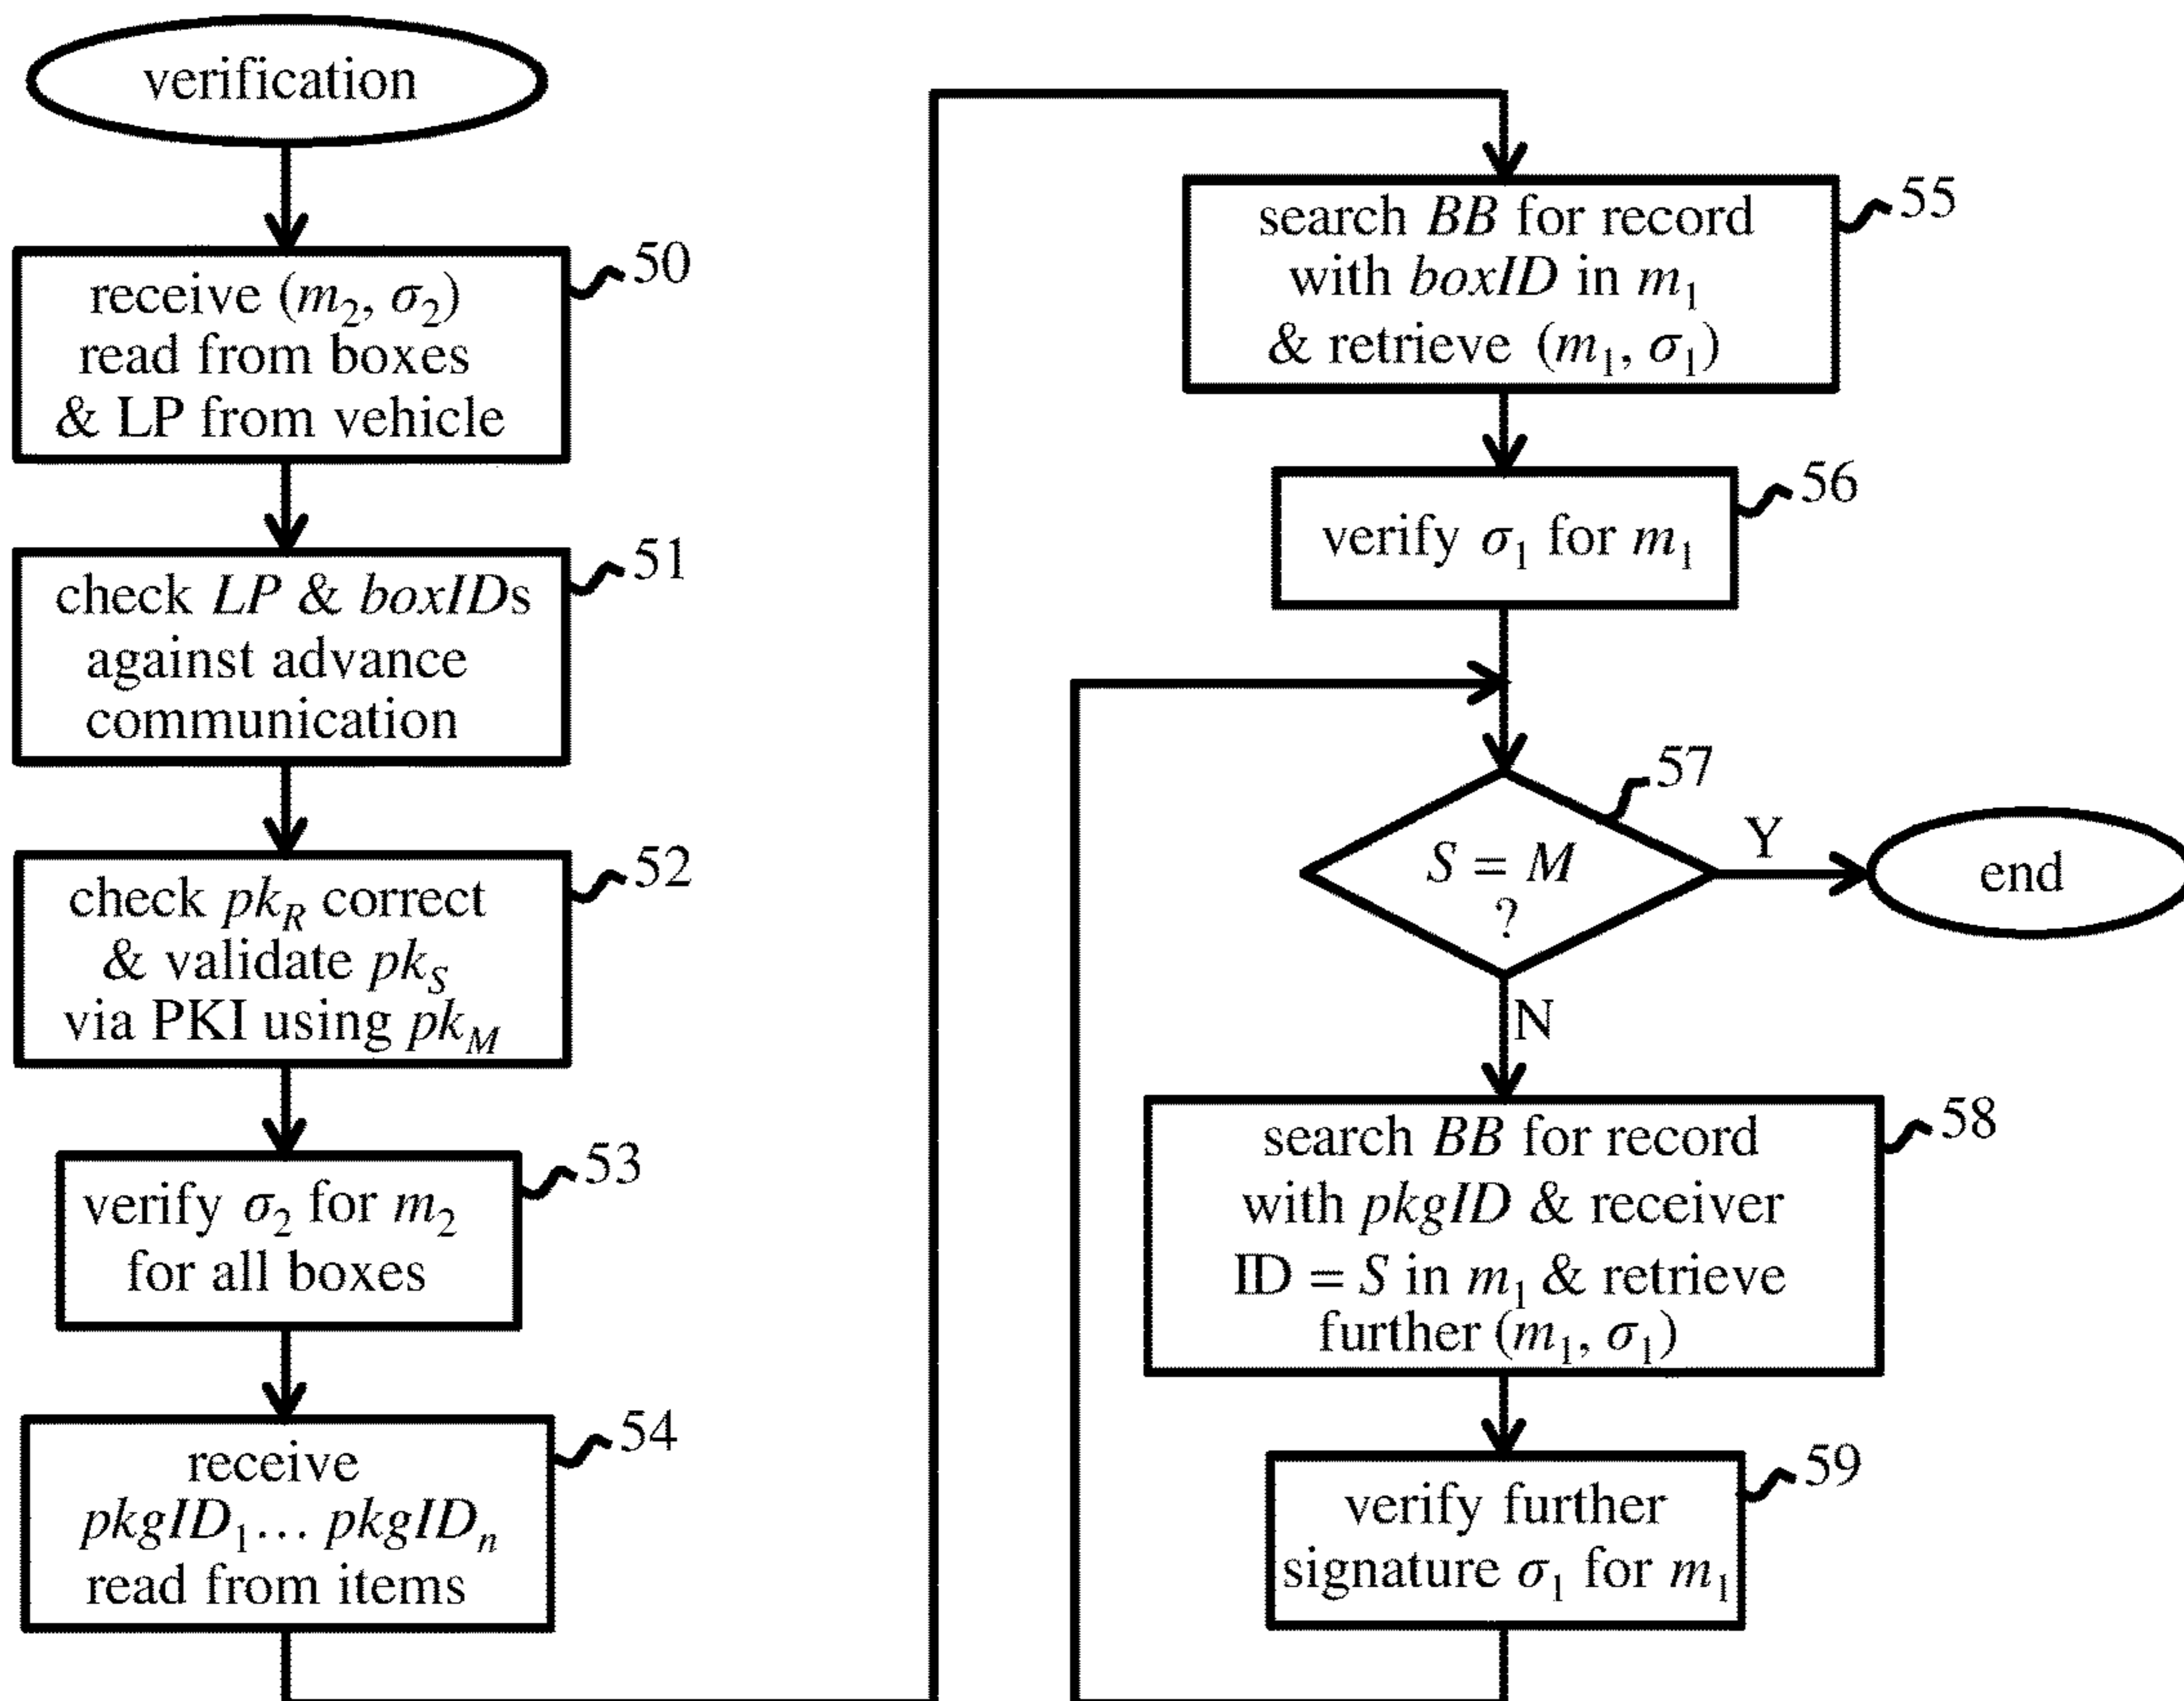 verification
50
receive (m₂, σ₂)
read from boxes
& LP from vehicle
51
check LP & boxIDs
against advance
communication
52
check pk_R correct
& validate pk_S
via PKI using pk_M
53
verify σ₂ for m₂
for all boxes
54
receive
pkgID₁... pkgIDₙ
read from items
55
search BB for record
with boxID in m₁
& retrieve (m₁, σ₁)
56
verify σ₁ for m₁
57
S = M
?
Y
end
N
58
search BB for record
with pkgID & receiver
ID = S in m₁ & retrieve
further (m₁, σ₁)
59
verify further
signature σ₁ for m₁